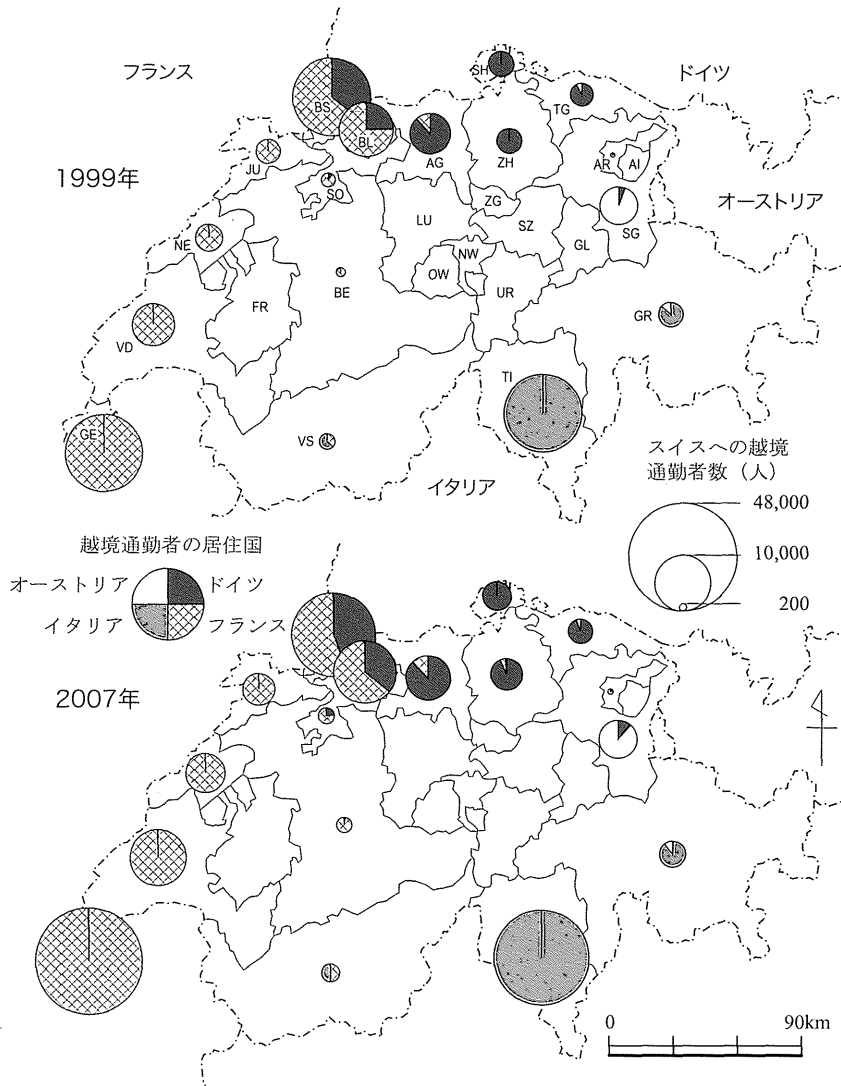 フランス
ドイツ
SH
TG
BS
BL
AG
ZH
AR
AI
JU
1999年
SO
オーストリア
ZG
LU
SZ
SG
NE
NW
GL
OW
BE
UR
FR
GR
VD
TI
GE
VS
イタリア
スイスへの越境
通勤者数（人）
48,000
10,000
200
越境通勤者の居住国
オーストリア
ドイツ
イタリア
フランス
2007年
0
90km